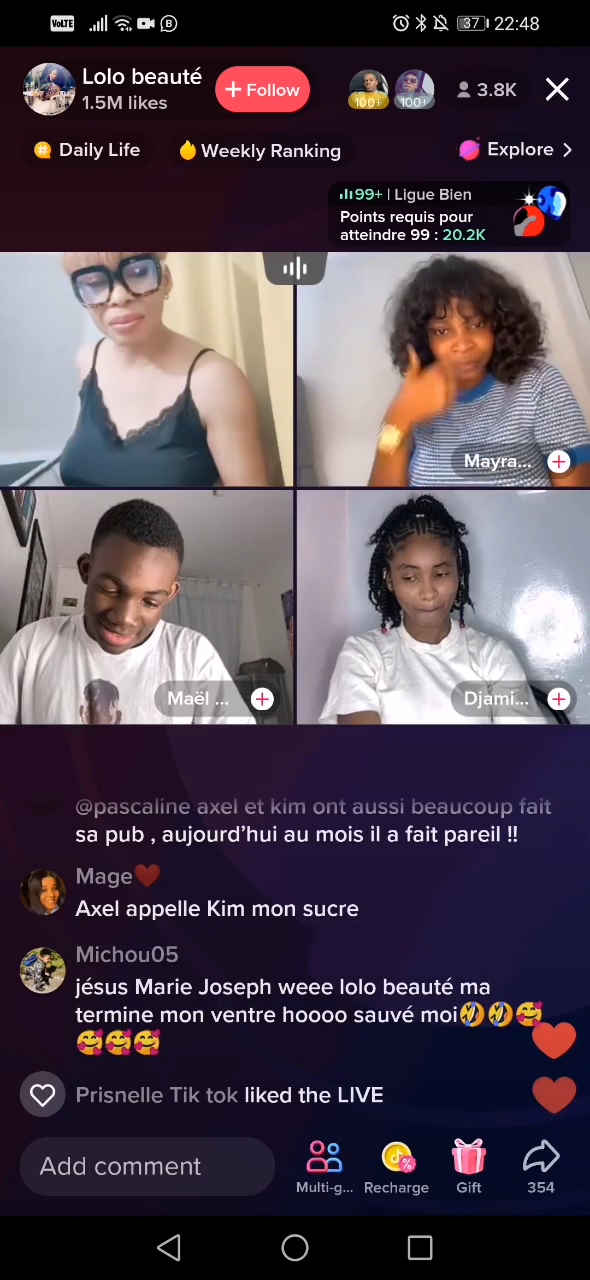 VoLTE 37 22:48
Lolo beauté
1.5M likes
+ Follow
100+ 100+
3.8K
Daily Life
Weekly Ranking
Explore
99+ | Ligue Bien
Points requis pour
atteindre 99 : 20.2K
Mayra...
Maël ...
Djami...
@pascaline axel et kim ont aussi beaucoup fait
sa pub , aujourd'hui au mois il a fait pareil !!
Mage❤️
Axel appelle Kim mon sucre
Michou05
jésus Marie Joseph weee lolo beauté ma
termine mon ventre hoooo sauvé moi🤣🤣🥰
🥰🥰🥰
Prisnelle Tik tok liked the LIVE
Add comment
Multi-g...
Recharge
Gift
354